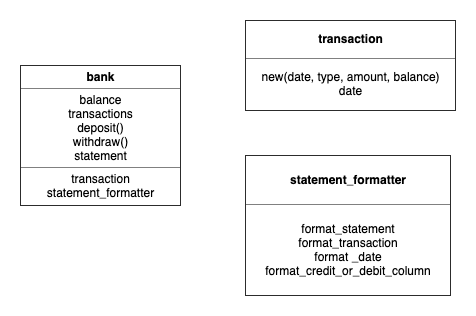 bank
balance
transactions
deposit()
withdraw()
statement
transaction
statement_formatter
transaction
new(date, type, amount, balance)
date
statement_formatter
format_statement
format_transaction
format _date
format_credit_or_debit_column